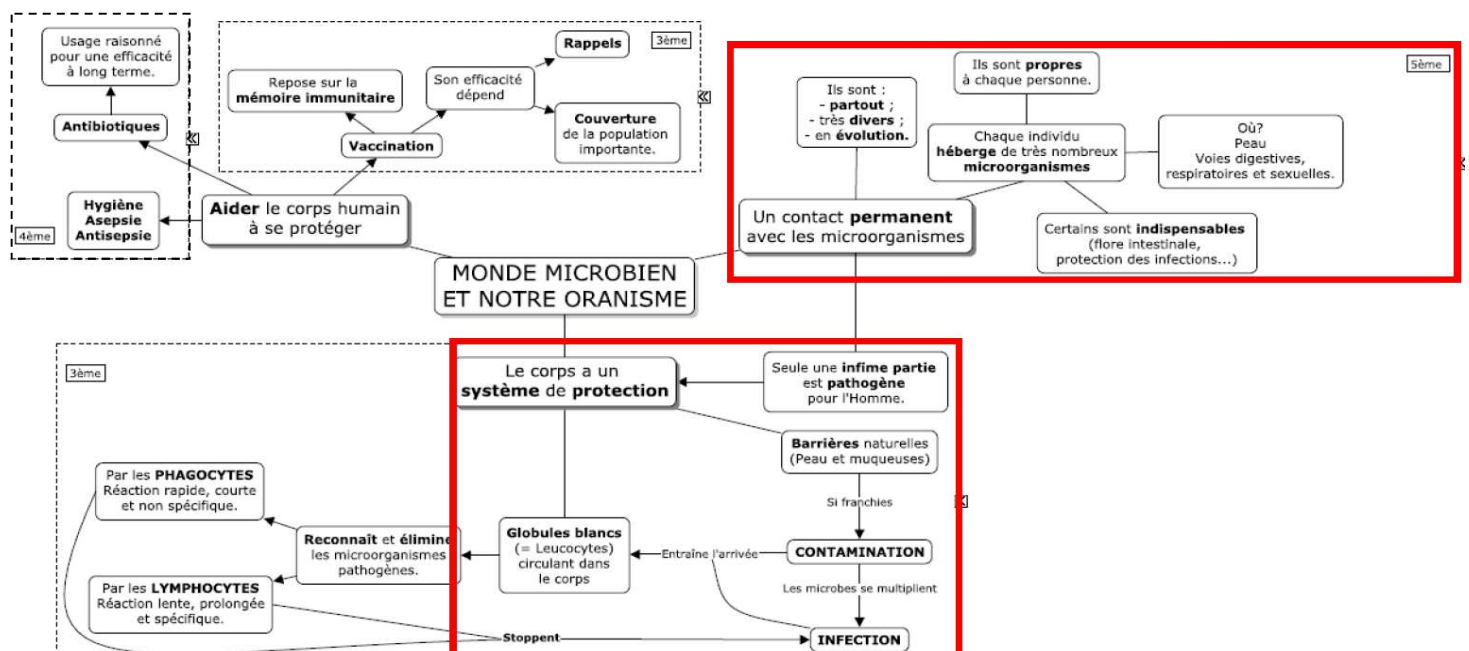 Usage raisonné
pour une efficacité
à long terme.
Antibiotiques
Hygiène
Asepsie
Antisepsie
4ème
Rappels
3ème
Repose sur la
mémoire immunitaire
Son efficacité
dépend
Vaccination
Couverture
de la population
importante.
Aider le corps humain
à se protéger
Ils sont propres
à chaque personne.
5ème
Ils sont :
- partout ;
- très divers ;
- en évolution.
Chaque individu
héberge de très nombreux
microorganismes
Où?
Peau
Voies digestives,
respiratoires et sexuelles.
Un contact permanent
avec les microorganismes
Certains sont indispensables
(flore intestinale,
protection des infections...)
MONDE MICROBIEN
ET NOTRE ORANISME
3ème
Le corps a un
système de protection
Seule une infime partie
est pathogène
pour l'Homme.
Barrières naturelles
(Peau et muqueuses)
Si franchies
Par les PHAGOCYTES
Réaction rapide, courte
et non spécifique.
Reconnaît et élimine
les microorganismes
pathogènes.
Globules blancs
(= Leucocytes)
circulant dans
le corps
Entraîne l'arrivée
CONTAMINATION
Par les LYMPHOCYTES
Réaction lente, prolongée
et spécifique.
Les microbes se multiplient
Stoppent
INFECTION